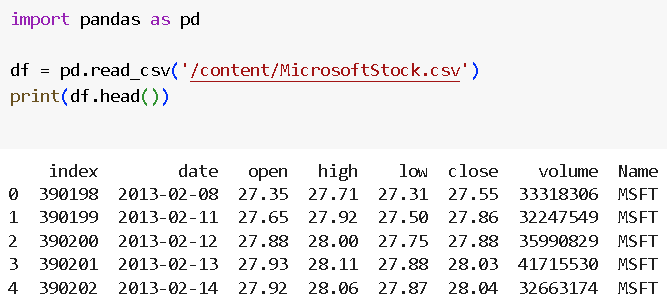 import pandas as pd
df = pd.read_csv('/content/MicrosoftStock.csv')
print(df.head())
index date open high low close volume Name
0 390198 2013-02-08 27.35 27.71 27.31 27.55 33318306 MSFT
1 390199 2013-02-11 27.65 27.92 27.50 27.86 32247549 MSFT
2 390200 2013-02-12 27.88 28.00 27.75 27.88 35990829 MSFT
3 390201 2013-02-13 27.93 28.11 27.88 28.03 41715530 MSFT
4 390202 2013-02-14 27.92 28.06 27.87 28.04 32663174 MSFT